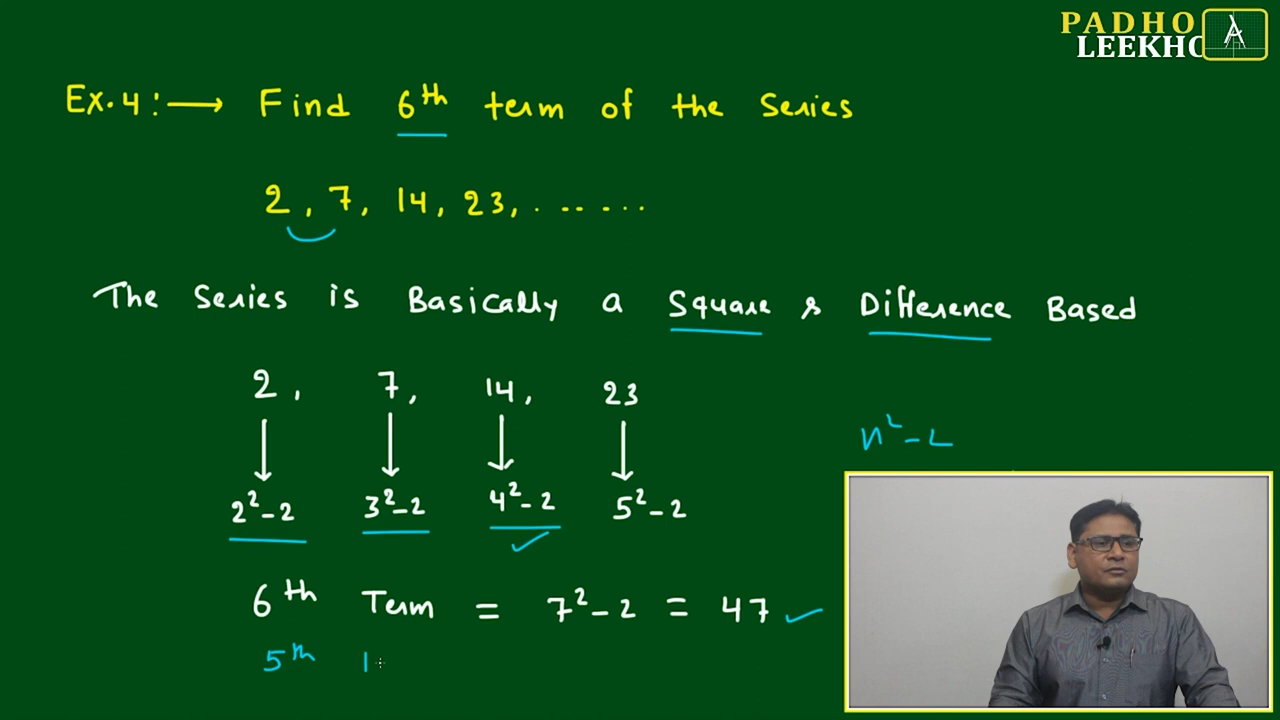 PADHO
LEEKHO
Ex.4:⟶ Find 6th term of the Series
2, 7, 14, 23, .......
The Series is Basically a Square & Difference Based
2, 7, 14, 23
n²-2
2²-2 3²-2 4²-2 5²-2
6th Term = 7²-2 = 47
5th